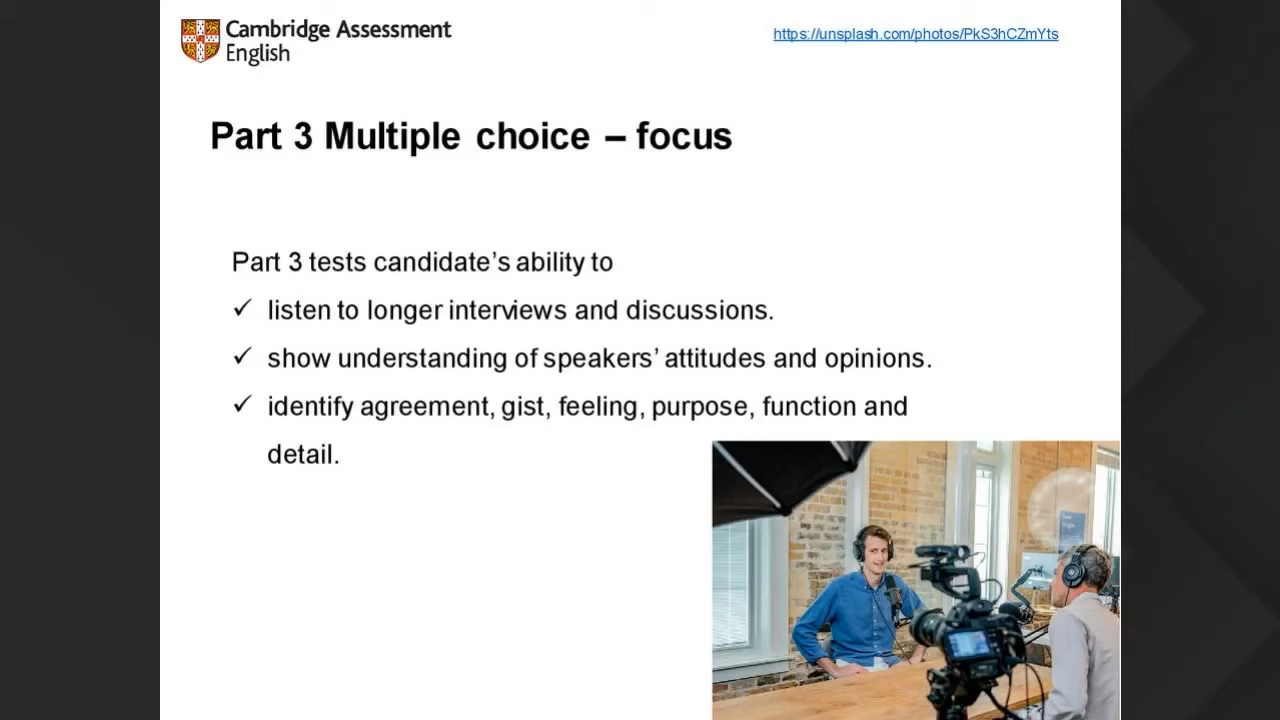 Cambridge Assessment
English
https://unsplash.com/photos/PkS3hCZmYts
Part 3 Multiple choice – focus
Part 3 tests candidate’s ability to
✓ listen to longer interviews and discussions.
✓ show understanding of speakers’ attitudes and opinions.
✓ identify agreement, gist, feeling, purpose, function and
detail.